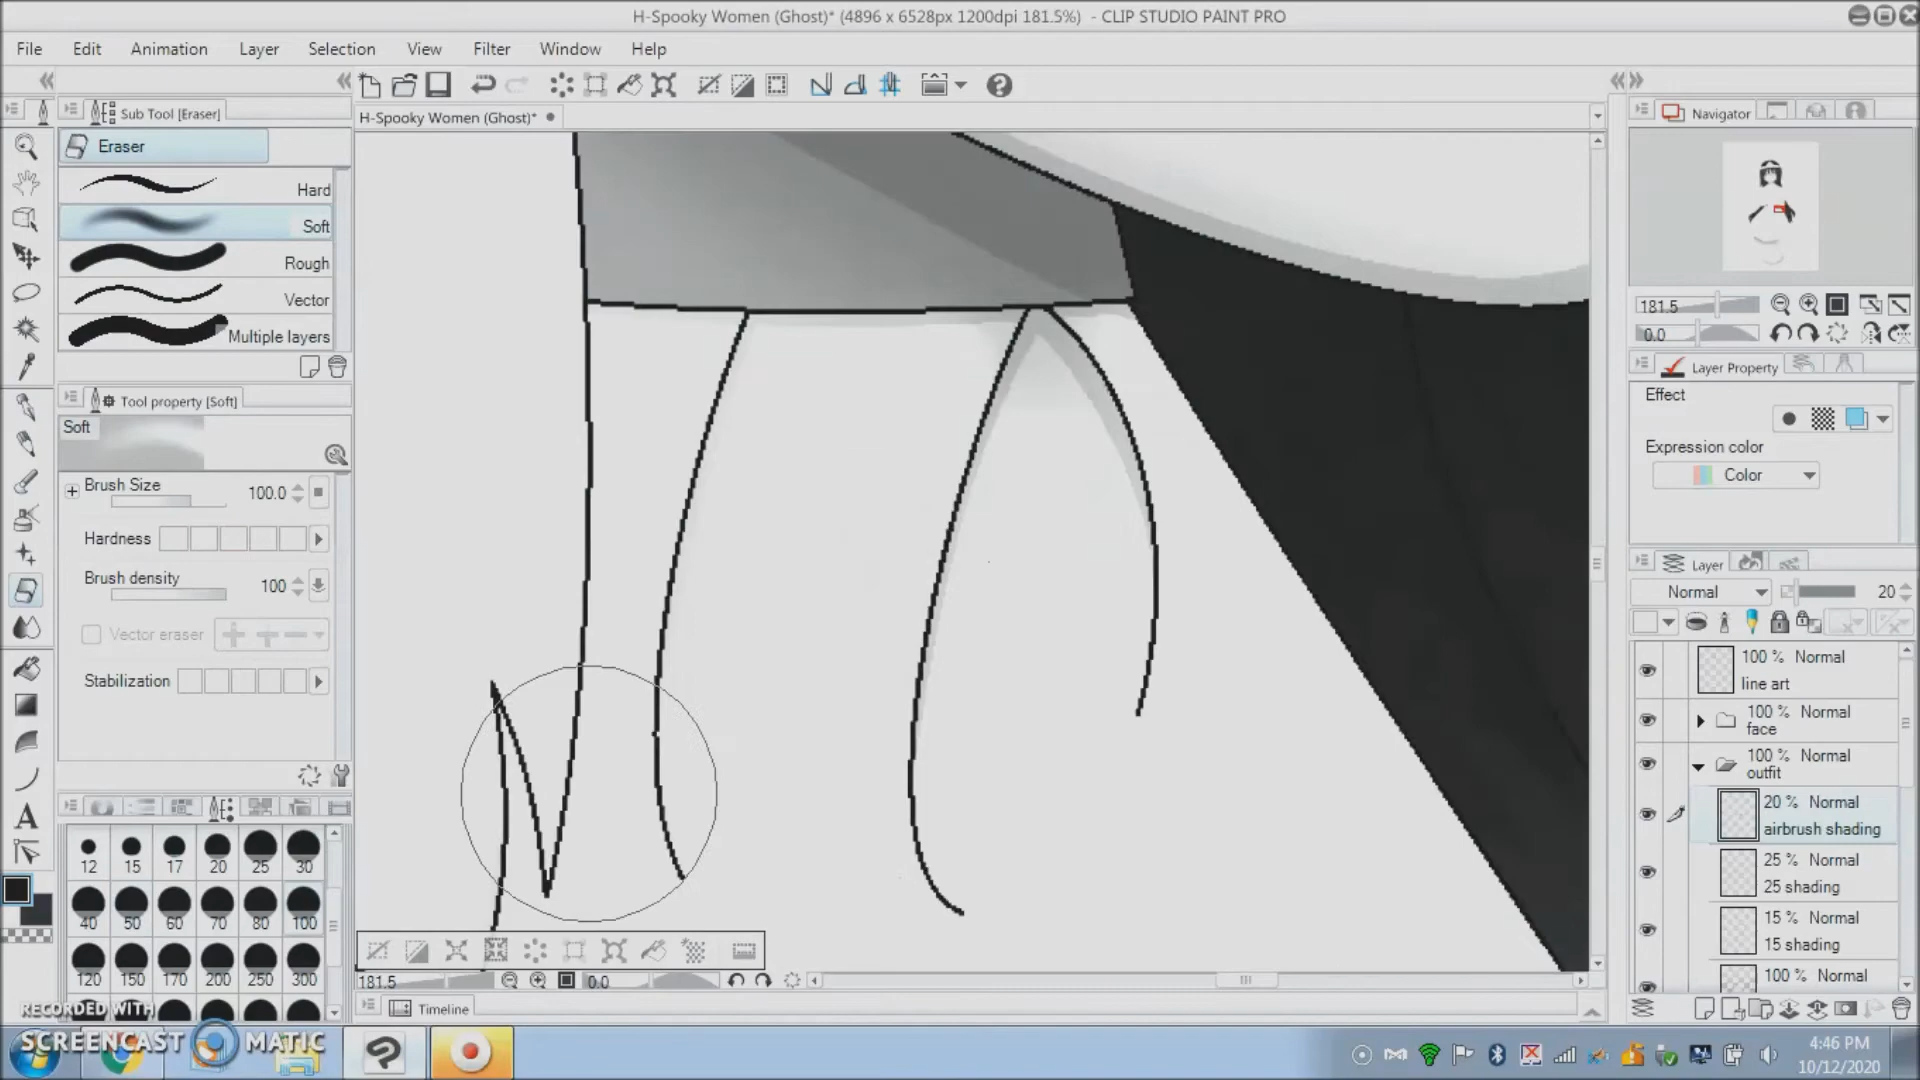 H-Spooky Women (Ghost)* (4896 x 6528px 1200dpi 181.5%) - CLIP STUDIO PAINT PRO
File Edit Animation Layer Selection View Filter Window Help
Sub Tool [Eraser]
Eraser
Hard
Soft
Rough
Vector
Multiple layers
Tool property [Soft]
Soft
Brush Size 100.0
Hardness
Brush density 100
Vector eraser
Stabilization
12 15 17 20 25 30
40 50 60 70 80 100
120 150 170 200 250 300
H-Spooky Women (Ghost)*
181.5 0.0
Timeline
Navigator
181.5
0.0
Layer Property
Effect
Expression color
Color
Layer
Normal 20
100 % Normal
line art
100 % Normal
face
100 % Normal
outfit
20 % Normal
airbrush shading
25 % Normal
25 shading
15 % Normal
15 shading
100 % Normal
RECORDED WITH
SCREENCAST MATIC
4:46 PM
10/12/2020